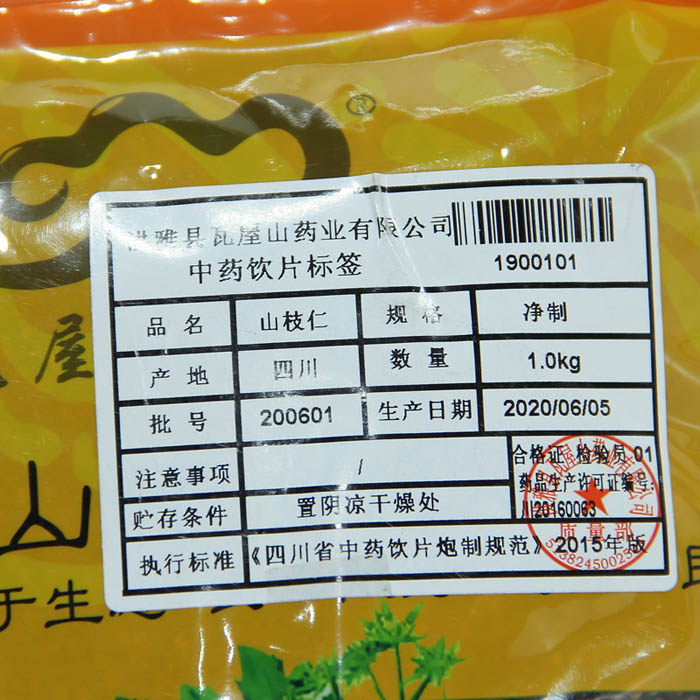 ®
洪雅县瓦屋山药业有限公司
中药饮片标签
1900101
品名 山枝仁 规格 净制
产地 四川 数量 1.0kg
批号 200601 生产日期 2020/06/05
注意事项 /
合格证 检验员:01
药品生产许可证编号:
川20160063
贮存条件 置阴凉干燥处
执行标准 《四川省中药饮片炮制规范》2015年版
质量部
屋
山
于生